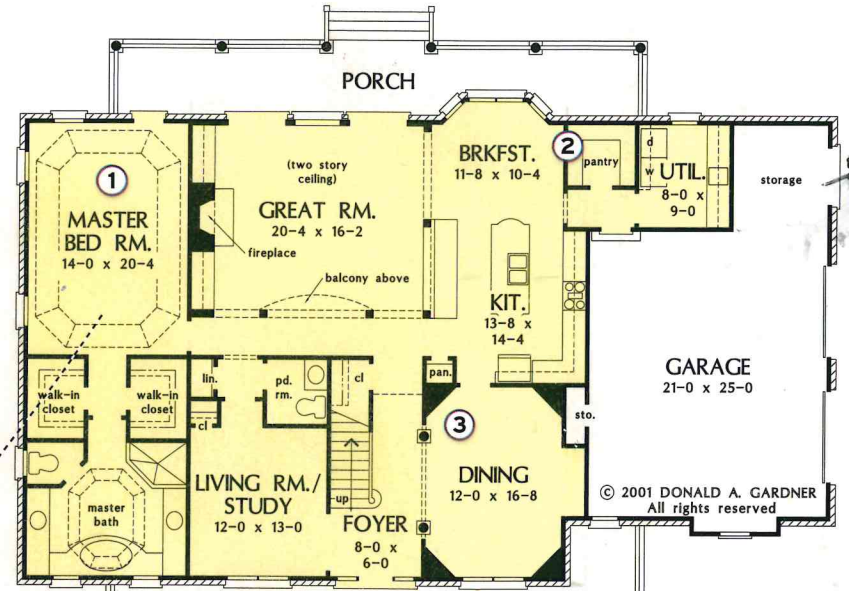 PORCH
1
MASTER
BED RM.
14-0 x 20-4
(two story
ceiling)
GREAT RM.
20-4 x 16-2
fireplace
balcony above
BRKFST.
11-8 x 10-4
2
pantry
d
w
UTIL.
8-0 x
9-0
storage
KIT.
13-8 x
14-4
GARAGE
21-0 x 25-0
walk-in
closet
walk-in
closet
lin.
cl
pd.
rm.
cl
pan.
sto.
3
DINING
12-0 x 16-8
LIVING RM./
STUDY
12-0 x 13-0
up
FOYER
8-0 x
6-0
master
bath
© 2001 DONALD A. GARDNER
All rights reserved